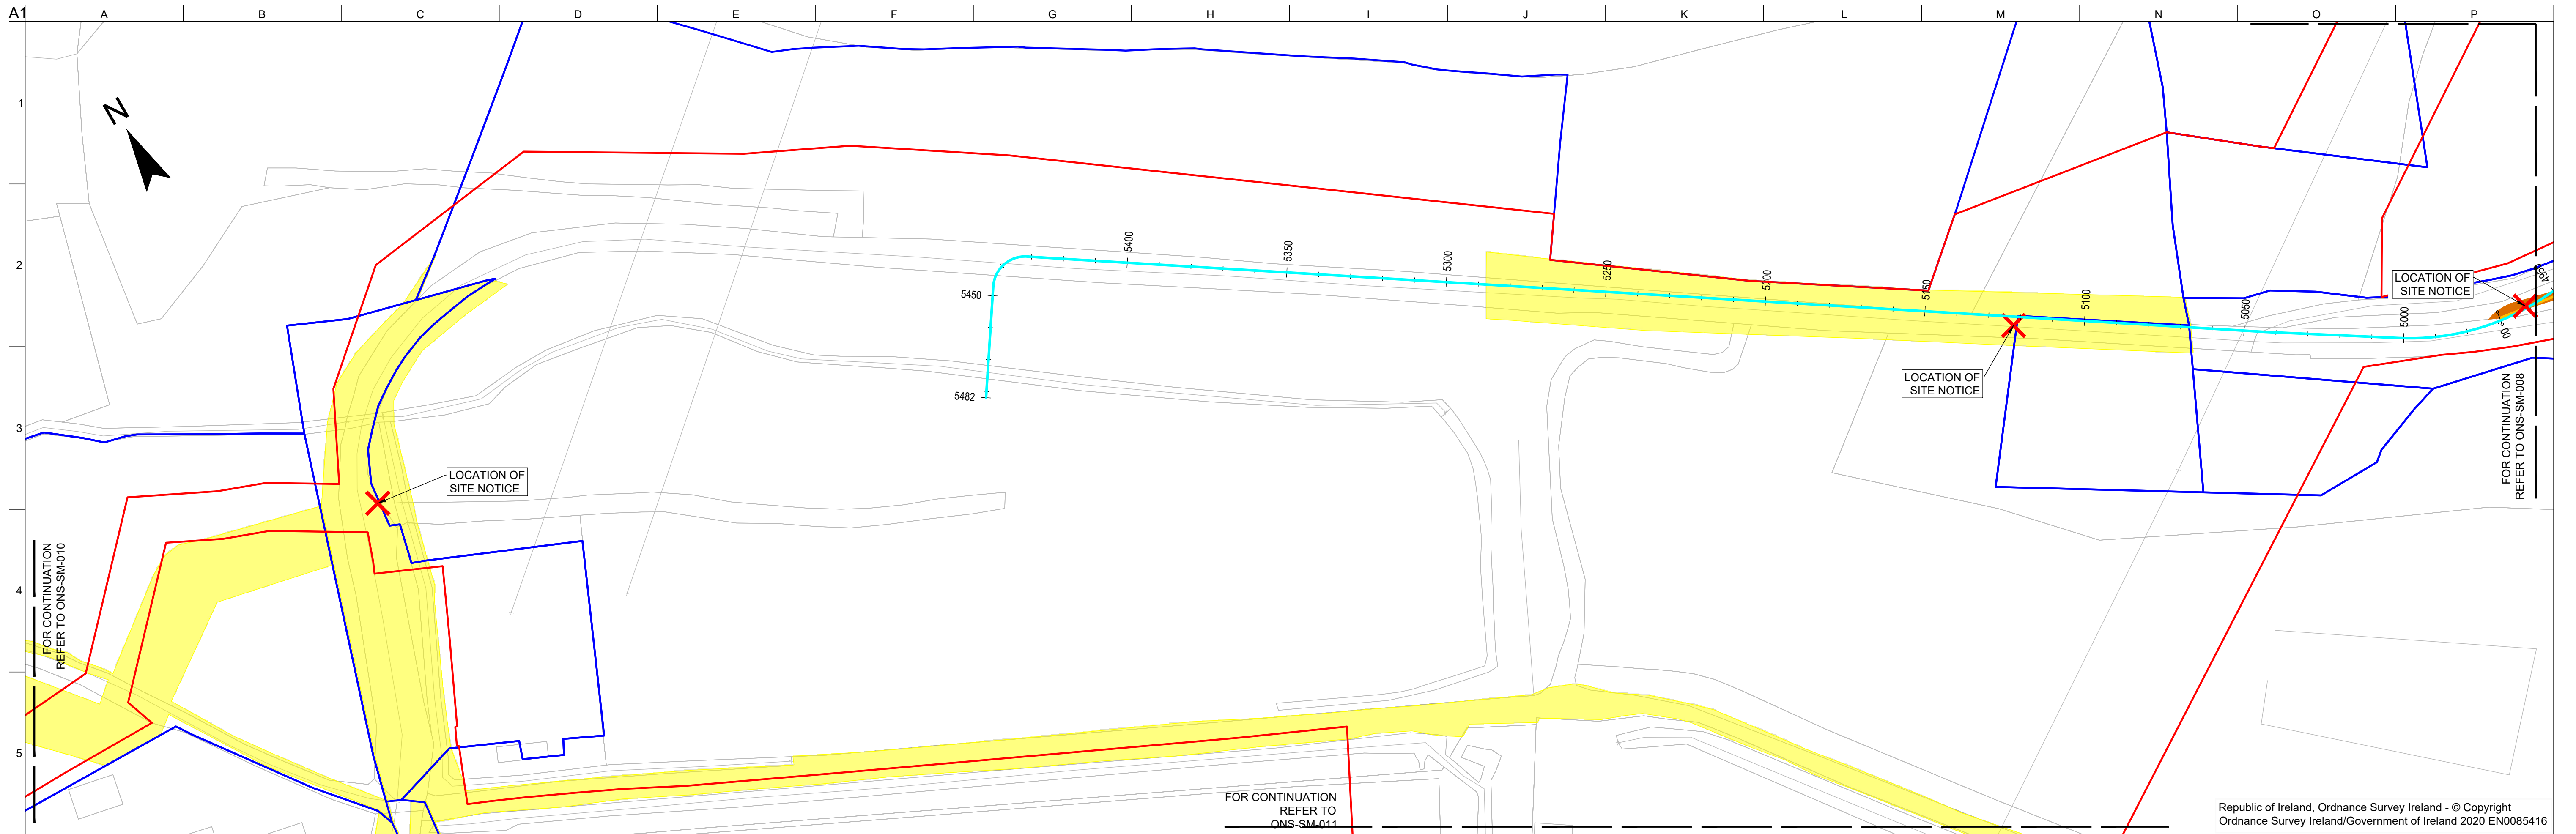 A1
A B C D E F G H I J K L M N O P
1
2
3
4
5
N
5482
5450
5400
5350
5300
5250
5200
5150
5100
5050
5000
4950
LOCATION OF
SITE NOTICE
LOCATION OF
SITE NOTICE
LOCATION OF
SITE NOTICE
FOR CONTINUATION
REFER TO ONS-SM-008
FOR CONTINUATION
REFER TO ONS-SM-010
FOR CONTINUATION
REFER TO
ONS-SM-011
Republic of Ireland, Ordnance Survey Ireland - © Copyright
Ordnance Survey Ireland/Government of Ireland 2020 EN0085416